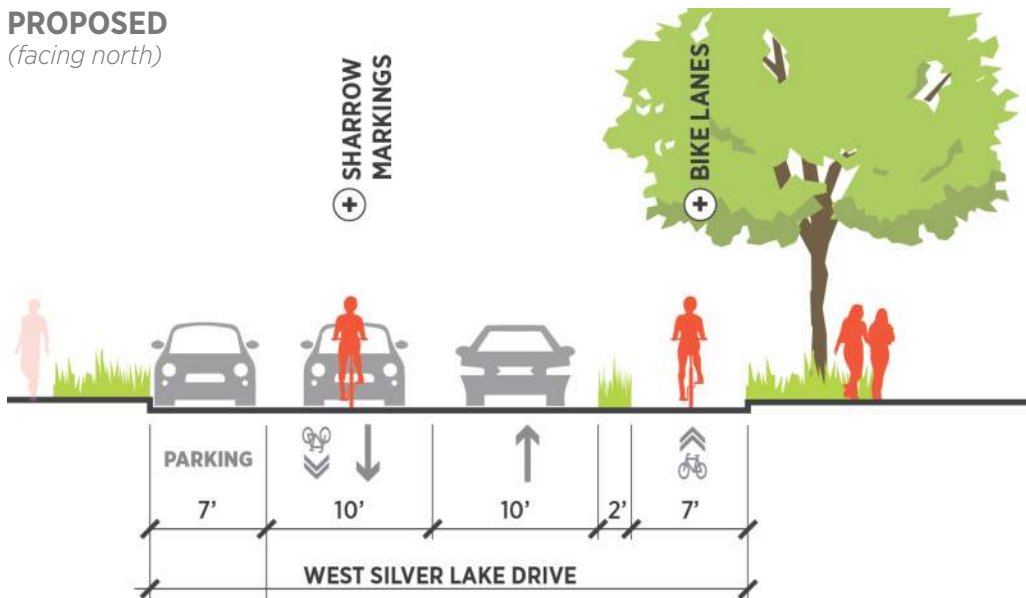 PROPOSED
(facing north)
SHARROW
MARKINGS
BIKE LANES
PARKING
7’
10’
10’
2’
7’
WEST SILVER LAKE DRIVE